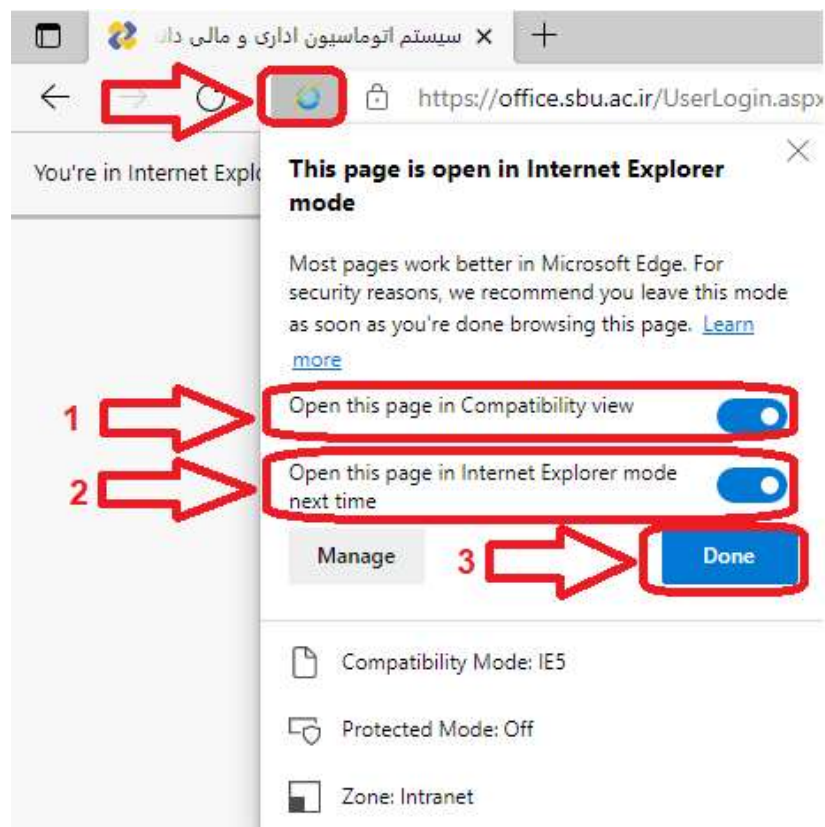 سیستم اتوماسیون اداری و مالی دان
https://office.sbu.ac.ir/UserLogin.aspx
You're in Internet Explo
This page is open in Internet Explorer
mode
Most pages work better in Microsoft Edge. For
security reasons, we recommend you leave this mode
as soon as you're done browsing this page. Learn
more
1
Open this page in Compatibility view
2
Open this page in Internet Explorer mode
next time
Manage
3
Done
Compatibility Mode: IE5
Protected Mode: Off
Zone: Intranet